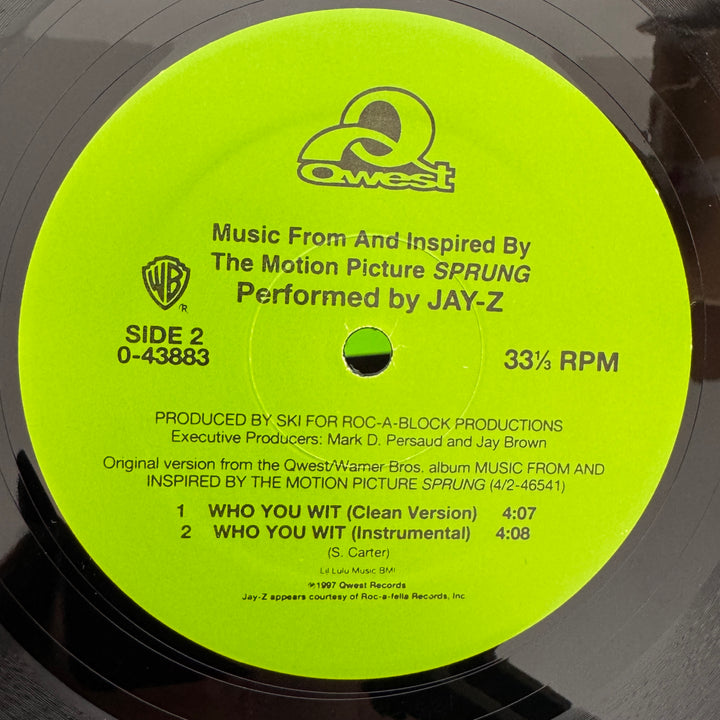 Qwest
Music From And Inspired By
The Motion Picture SPRUNG
Performed by JAY-Z
WB
R
SIDE 2
0-43883
33⅓ RPM
PRODUCED BY SKI FOR ROC-A-BLOCK PRODUCTIONS
Executive Producers: Mark D. Persaud and Jay Brown
Original version from the Qwest/Warner Bros. album MUSIC FROM AND
INSPIRED BY THE MOTION PICTURE SPRUNG (4/2-46541)
1 WHO YOU WIT (Clean Version) 4:07
2 WHO YOU WIT (Instrumental) 4:08
(S. Carter)
Lil Lulu Music BMI
℗1997 Qwest Records
Jay-Z appears courtesy of Roc-a-fella Records, Inc